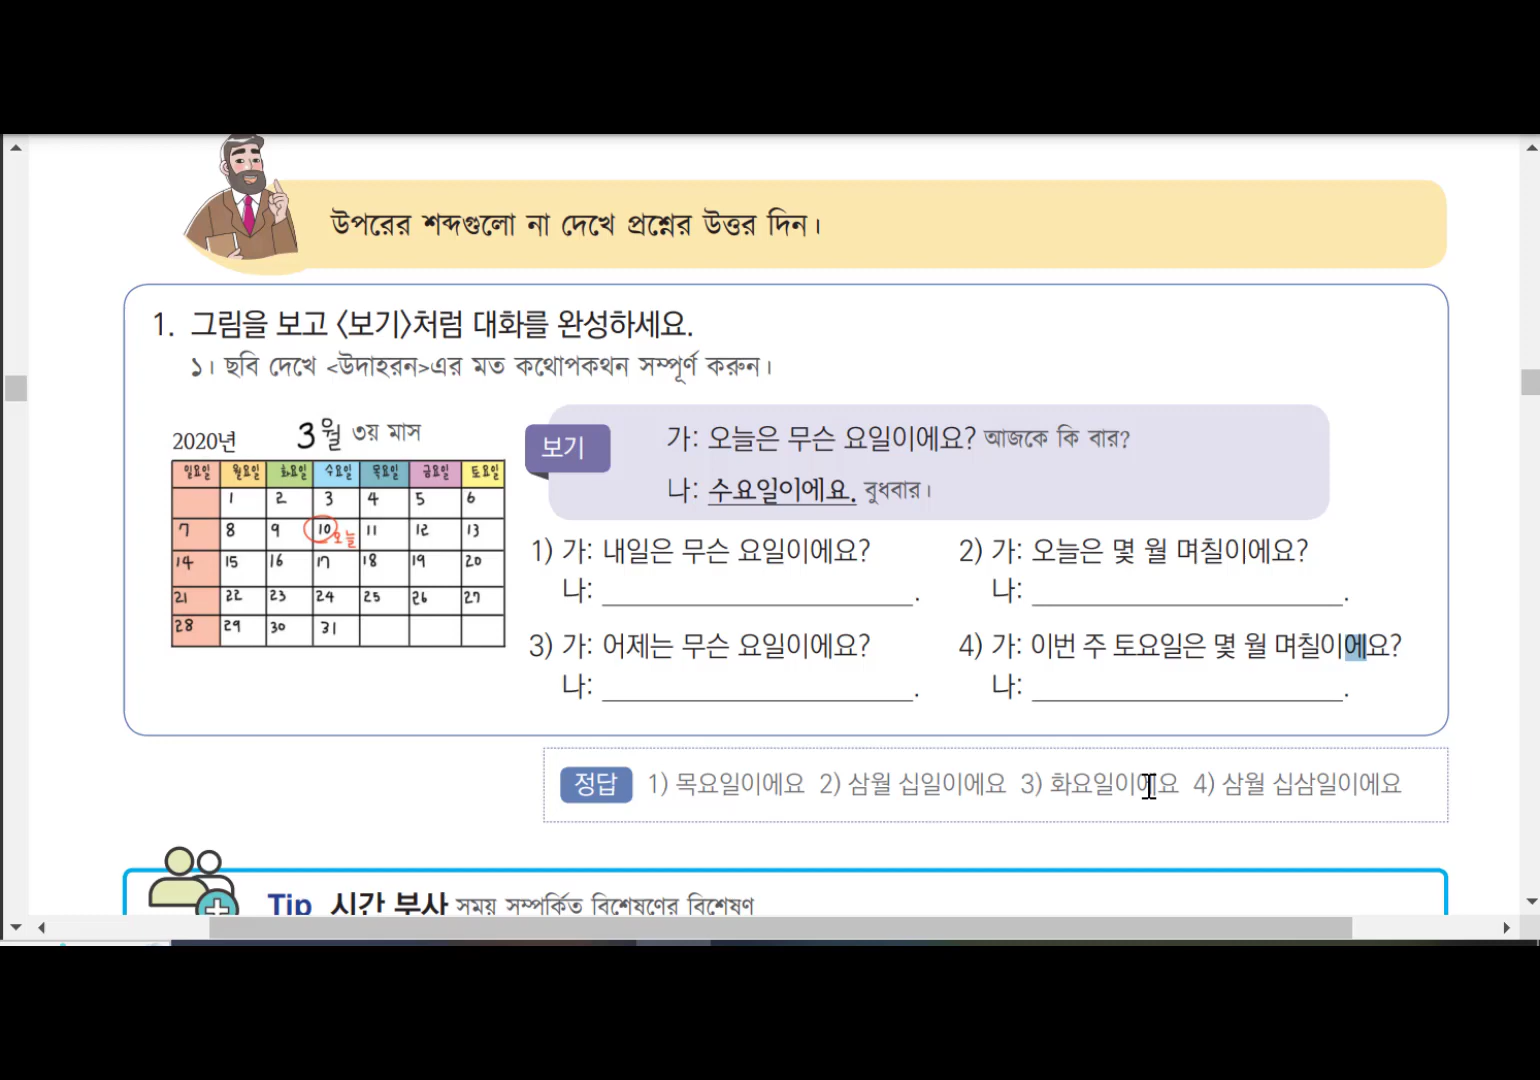 উপরের শব্দগুলো না দেখে প্রশ্নের উত্তর দিন।
1. 그림을 보고 〈보기〉처럼 대화를 완성하세요.
১। ছবি দেখে <উদাহরন>এর মত কথোপকথন সম্পূর্ণ করুন।
2020년 3월 ৩য় মাস
일요일 월요일 화요일 수요일 목요일 금요일 토요일
1 2 3 4 5 6
7 8 9 10 오늘 11 12 13
14 15 16 17 18 19 20
21 22 23 24 25 26 27
28 29 30 31
보기
가: 오늘은 무슨 요일이에요? আজকে কি বার?
나: 수요일이에요. বুধবার।
1) 가: 내일은 무슨 요일이에요?
나: .
2) 가: 오늘은 몇 월 며칠이에요?
나: .
3) 가: 어제는 무슨 요일이에요?
나: .
4) 가: 이번 주 토요일은 몇 월 며칠이에요?
나: .
정답 1) 목요일이에요 2) 삼월 십일이에요 3) 화요일이에요 4) 삼월 십삼일이에요
Tip 시간 부사 সময় সম্পর্কিত বিশেষণের বিশেষণ